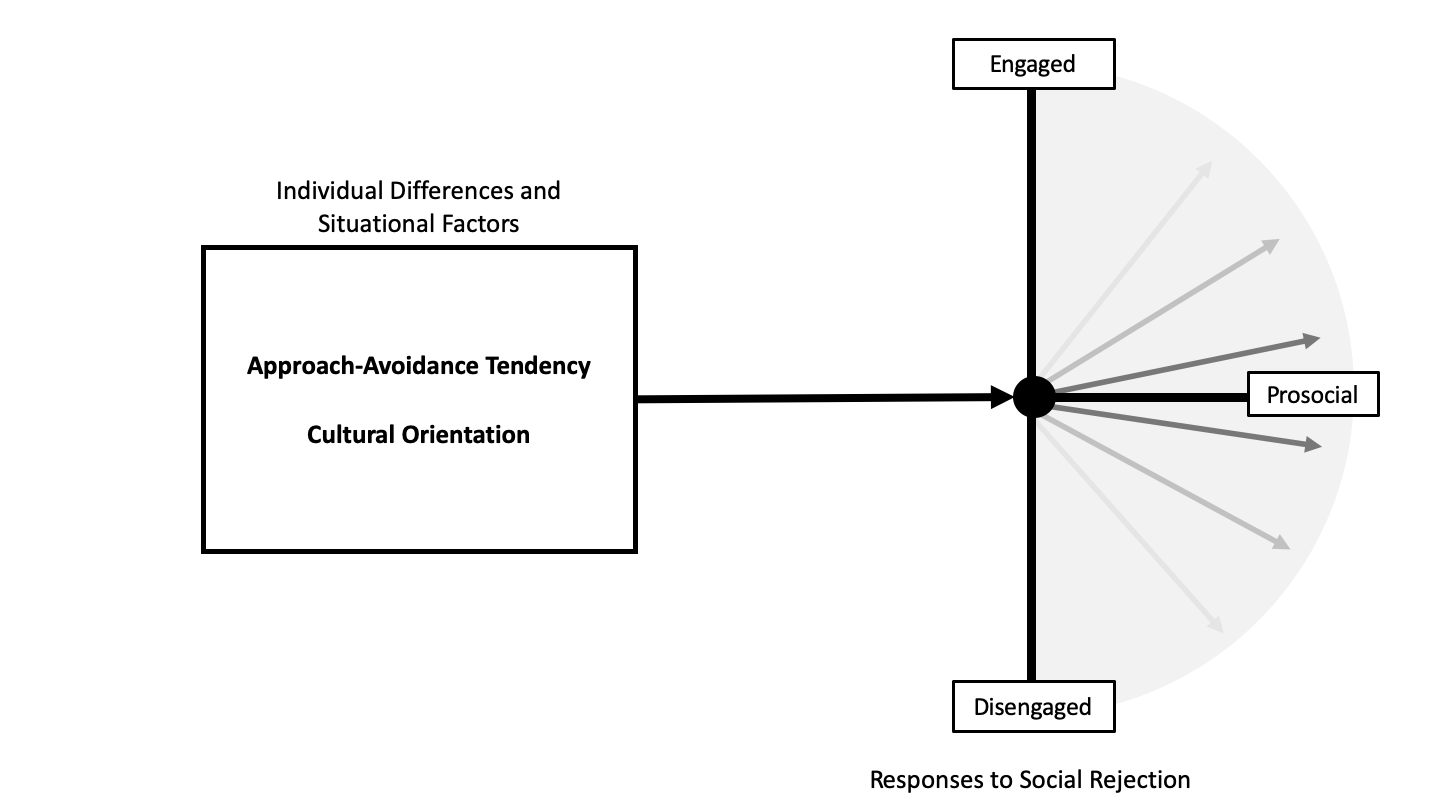 Engaged
Individual Differences and
Situational Factors
Approach-Avoidance Tendency
Cultural Orientation
Prosocial
Disengaged
Responses to Social Rejection